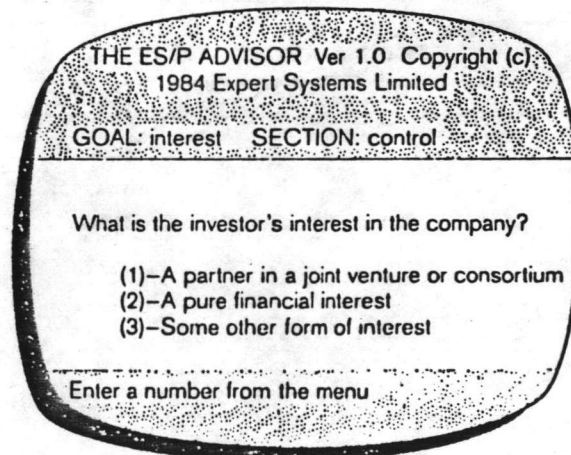 THE ES/P ADVISOR Ver 1.0 Copyright (c)
1984 Expert Systems Limited
GOAL: interest SECTION: control
What is the investor's interest in the company?
(1)–A partner in a joint venture or consortium
(2)–A pure financial interest
(3)–Some other form of interest
Enter a number from the menu